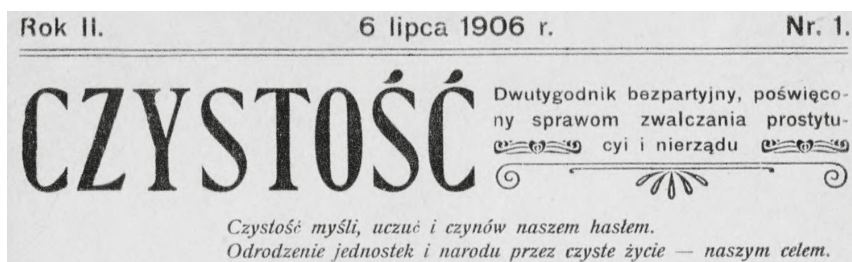 Rok II. 6 lipca 1906 r. Nr. 1.
CZYSTOŚĆ
Dwutygodnik bezpartyjny, poświęco-
ny sprawom zwalczania prostytu-
cyi i nierządu
Czystość myśli, uczuć i czynów naszem hasłem.
Odrodzenie jednostek i narodu przez czyste życie — naszym celem.